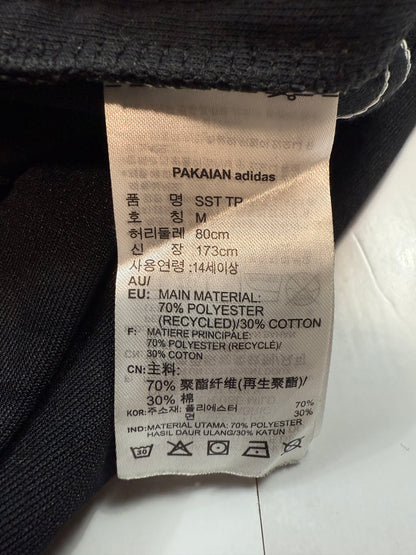 PAKAIAN adidas
品 명 SST TP
호 칭 M
허리둘레 80cm
신 장 173cm
사용연령 :14세이상
AU/
EU: MAIN MATERIAL:
70% POLYESTER
(RECYCLED)/30% COTTON
F: MATIERE PRINCIPALE:
70% POLYESTER (RECYCLÉ)/
30% COTON
CN: 主料:
70% 聚酯纤维(再生聚酯)/
30% 棉
KOR: 주소재: 폴리에스터 70%
면 30%
IND: MATERIAL UTAMA: 70% POLYESTER
HASIL DAUR ULANG/30% KATUN
30